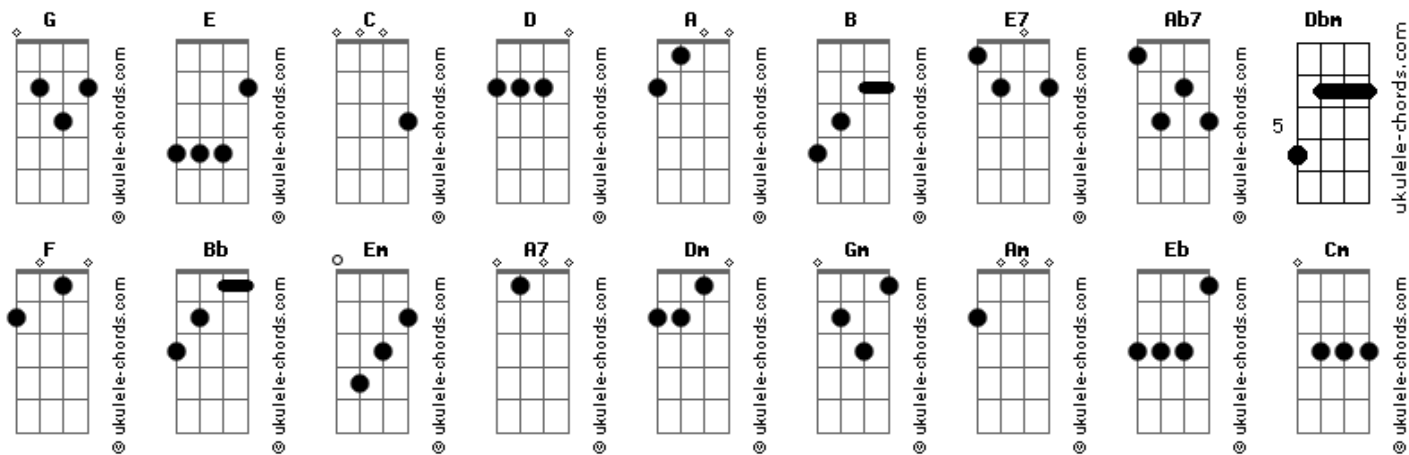 G E C D A B E7 Ab7 Dbm
© ukulele-chords.com © ukulele-chords.com © ukulele-chords.com © ukulele-chords.com © ukulele-chords.com © ukulele-chords.com © ukulele-chords.com © ukulele-chords.com ukulele-chords.com
5
F Bb Em A7 Dm Gm Am Eb Cm
© ukulele-chords.com © ukulele-chords.com © ukulele-chords.com © ukulele-chords.com © ukulele-chords.com © ukulele-chords.com © ukulele-chords.com © ukulele-chords.com © ukulele-chords.com